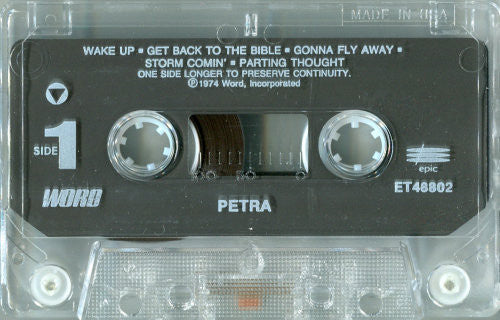 MADE IN USA
WAKE UP • GET BACK TO THE BIBLE • GONNA FLY AWAY •
STORM COMIN' • PARTING THOUGHT
ONE SIDE LONGER TO PRESERVE CONTINUITY.
℗1974 Word, Incorporated
SIDE 1
epic
WORD
ET48802
PETRA